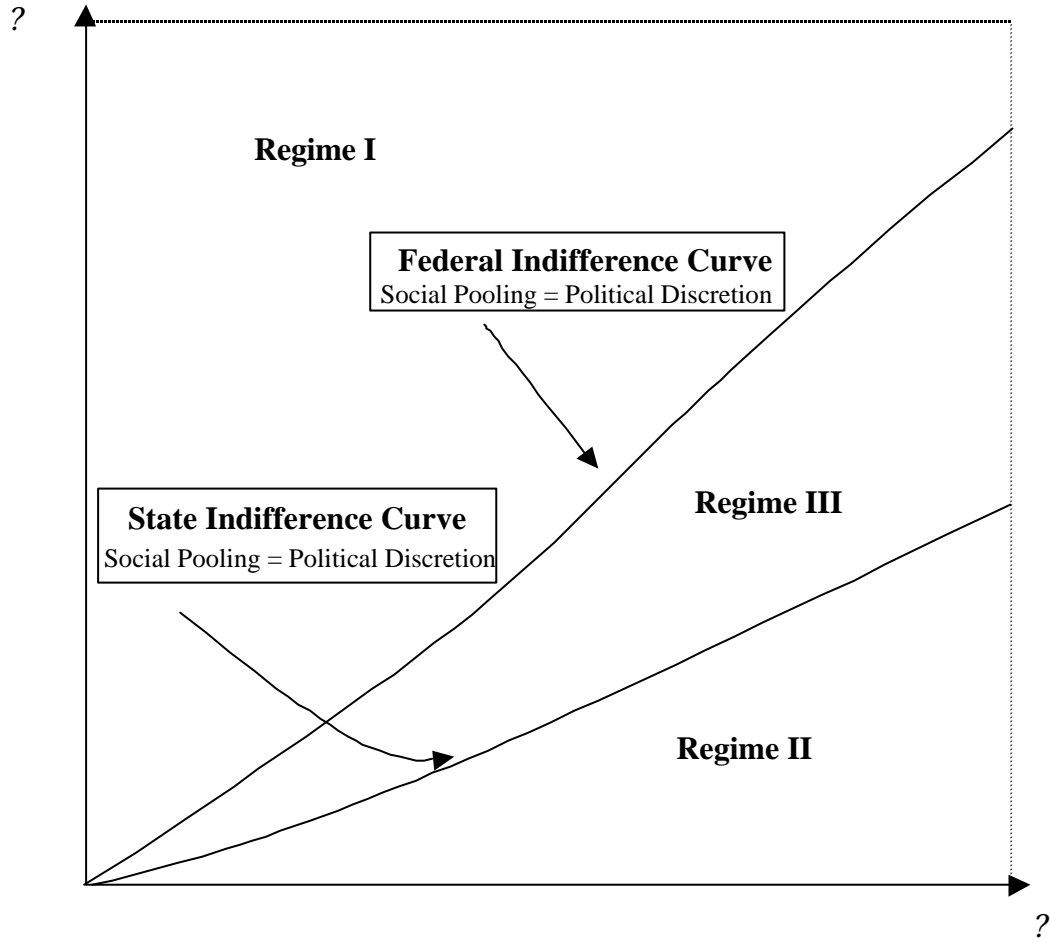 ?
Regime I
Federal Indifference Curve
Social Pooling = Political Discretion
State Indifference Curve
Social Pooling = Political Discretion
Regime III
Regime II
?